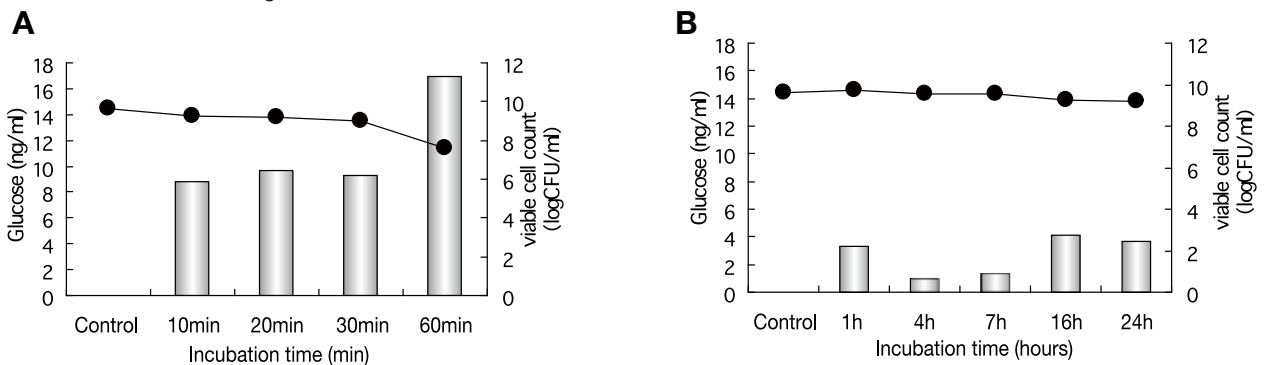 A
18
16
14
12
10
8
6
4
2
0
Glucose (ng/ml)
12
10
8
6
4
2
0
viable cell count
(logCFU/ml)
Control 10min 20min 30min 60min
Incubation time (min)
B
18
16
14
12
10
8
6
4
2
0
Glucose (ng/ml)
12
10
8
6
4
2
0
viable cell count
(logCFU/ml)
Control 1h 4h 7h 16h 24h
Incubation time (hours)